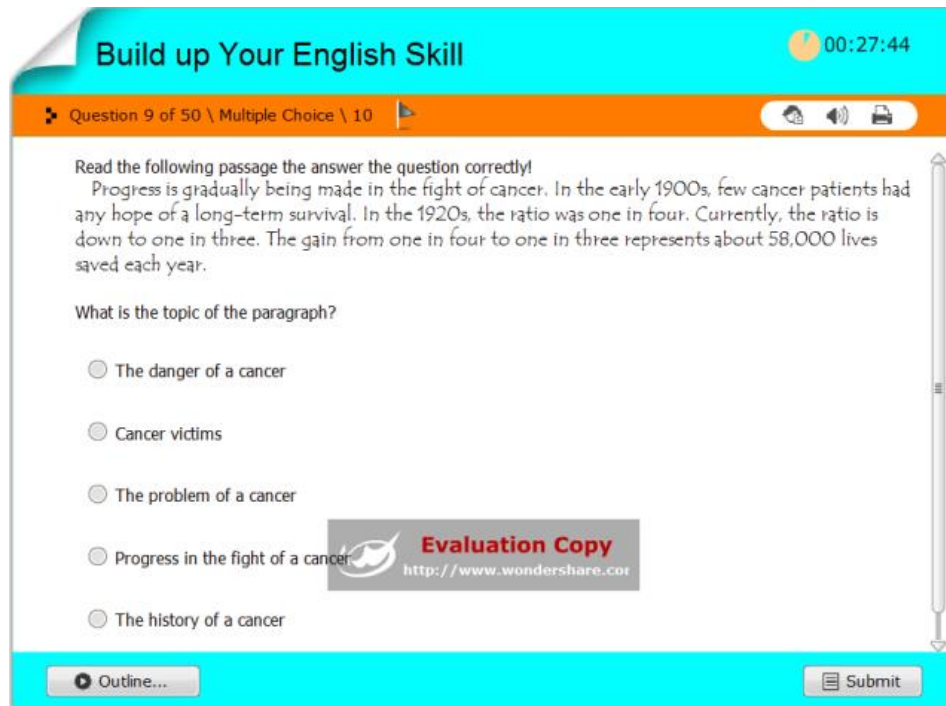 Build up Your English Skill
00:27:44
Question 9 of 50 \ Multiple Choice \ 10
Read the following passage the answer the question correctly!
Progress is gradually being made in the fight of cancer. In the early 1900s, few cancer patients had
any hope of a long-term survival. In the 1920s, the ratio was one in four. Currently, the ratio is
down to one in three. The gain from one in four to one in three represents about 58,000 lives
saved each year.
What is the topic of the paragraph?
The danger of a cancer
Cancer victims
The problem of a cancer
Progress in the fight of a cancer
Evaluation Copy
http://www.wondershare.com
The history of a cancer
Outline...
Submit